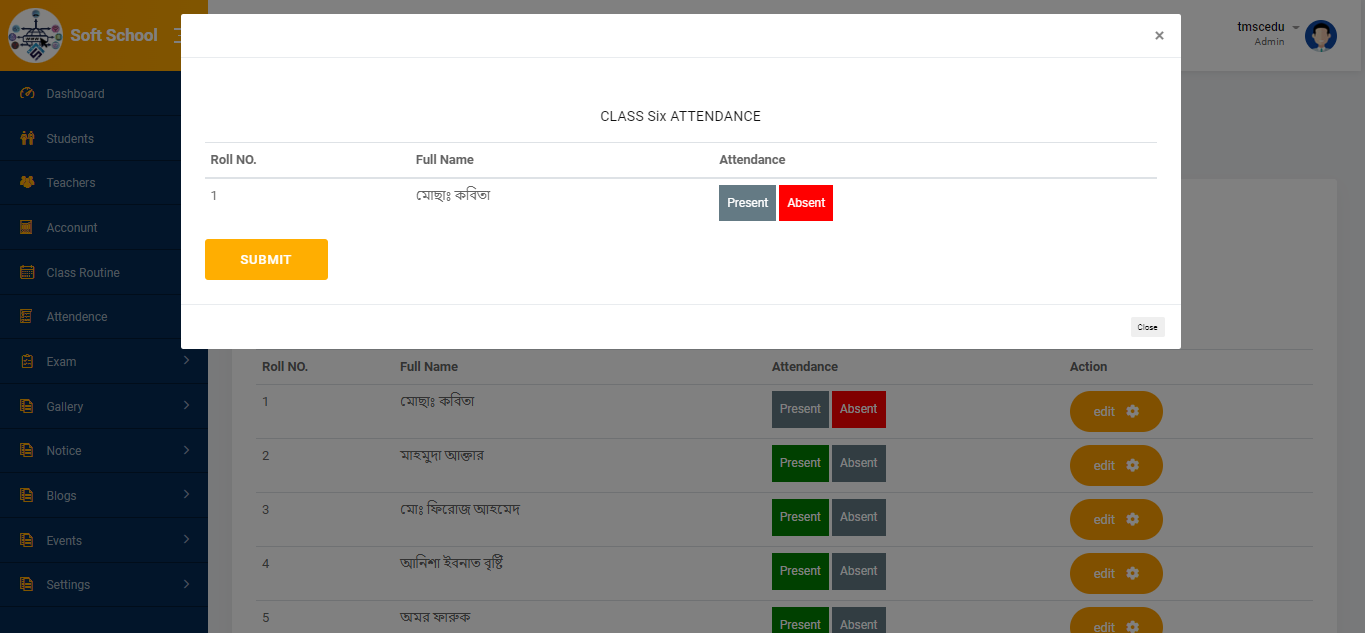 Soft School
tmscedu
Admin
×
CLASS Six ATTENDANCE
Roll NO. Full Name Attendance
1 মোছাঃ কবিতা Present Absent
SUBMIT
Close
Dashboard
Students
Teachers
Acconunt
Class Routine
Attendence
Exam
Gallery
Notice
Blogs
Events
Settings
Roll NO. Full Name Attendance Action
1 মোছাঃ কবিতা Present Absent edit
2 মাহমুদা আক্তার Present Absent edit
3 মোঃ ফিরোজ আহমেদ Present Absent edit
4 আনিশা ইবনাত বৃষ্টি Present Absent edit
5 অমর ফারুক Present Absent edit